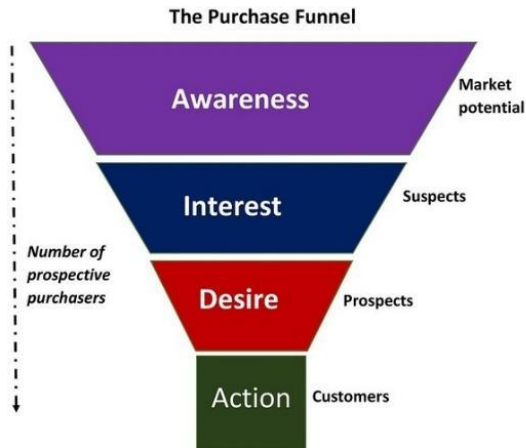 The Purchase Funnel
Awareness
Market
potential
Interest
Suspects
Number of
prospective
purchasers
Desire
Prospects
Action
Customers